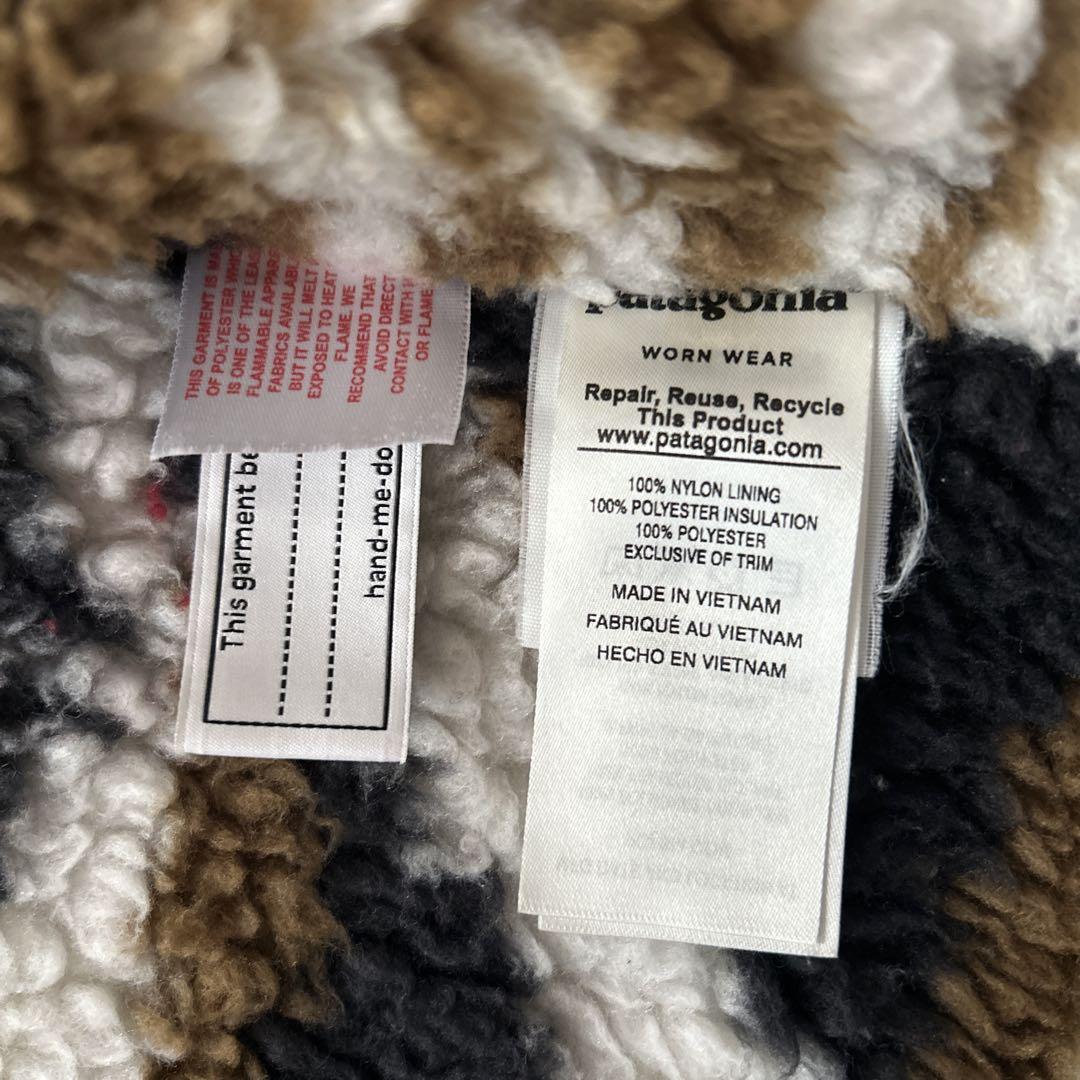 THIS GARMENT IS MA
OF POLYESTER WHI
IS ONE OF THE LEAS
FLAMMABLE APPAR
FABRICS AVAILABL
BUT IT WILL MELT
EXPOSED TO HEAT
FLAME. WE
RECOMMEND THAT
AVOID DIRECT
CONTACT WITH
OR FLAME
This garment be
hand-me-do
patagonia
WORN WEAR
Repair, Reuse, Recycle
This Product
www.patagonia.com
100% NYLON LINING
100% POLYESTER INSULATION
100% POLYESTER
EXCLUSIVE OF TRIM
MADE IN VIETNAM
FABRIQUÉ AU VIETNAM
HECHO EN VIETNAM